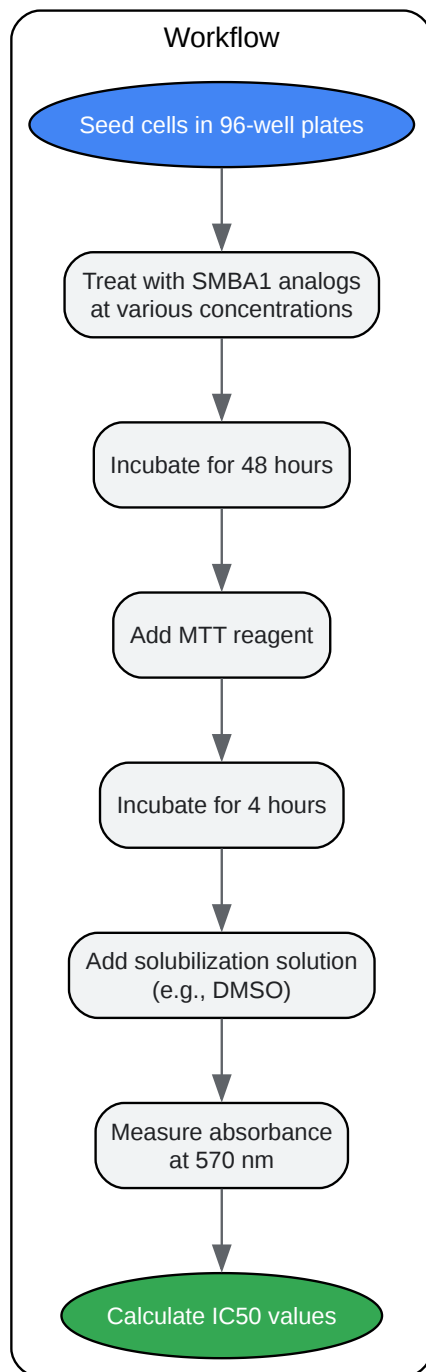 Workflow
Seed cells in 96-well plates
Treat with SMBA1 analogs
at various concentrations
Incubate for 48 hours
Add MTT reagent
Incubate for 4 hours
Add solubilization solution
(e.g., DMSO)
Measure absorbance
at 570 nm
Calculate IC50 values